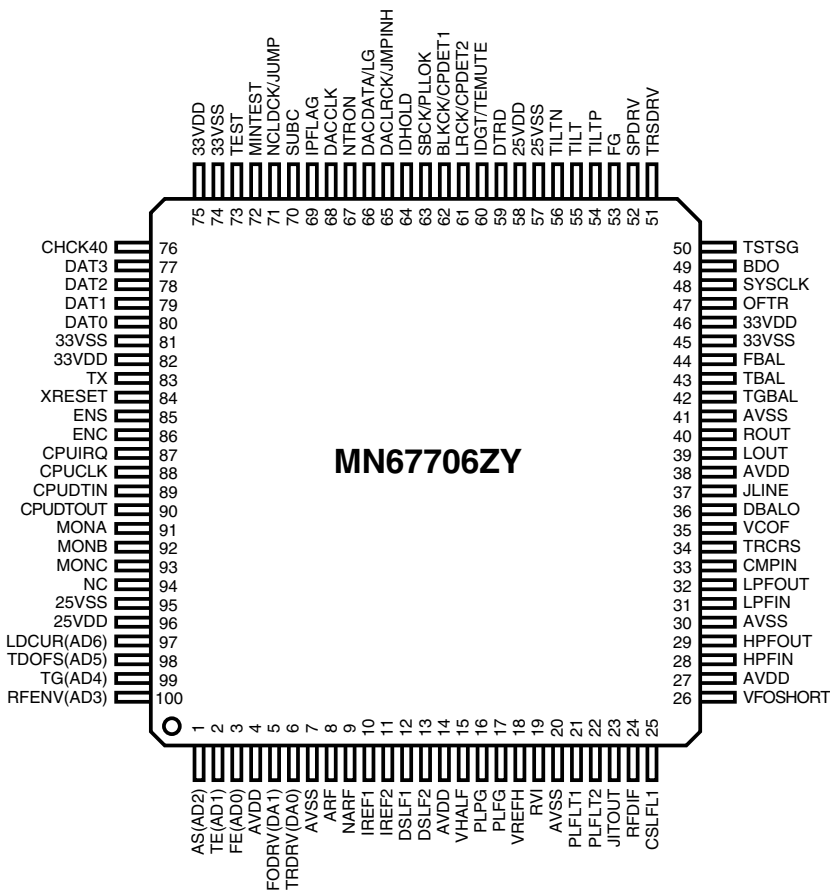 33VDD
33VSS
TEST
MINTEST
NCLDCK/JUMP
SUBC
IPFLAG
DACCLK
NTRON
DACDATA/LG
DACLRCK/JMPINH
IDHOLD
SBCK/PLLOK
BLKCK/CPDET1
LRCK/CPDET2
IDGT/TEMUTE
DTRD
25VDD
25VSS
TILTN
TILT
TILTP
FG
SPDRV
TRSDRV
75 74 73 72 71 70 69 68 67 66 65 64 63 62 61 60 59 58 57 56 55 54 53 52 51
CHCK40 76
DAT3 77
DAT2 78
DAT1 79
DAT0 80
33VSS 81
33VDD 82
TX 83
XRESET 84
ENS 85
ENC 86
CPUIRQ 87
CPUCLK 88
CPUDTIN 89
CPUDTOUT 90
MONA 91
MONB 92
MONC 93
NC 94
25VSS 95
25VDD 96
LDCUR(AD6) 97
TDOFS(AD5) 98
TG(AD4) 99
RFENV(AD3) 100
MN67706ZY
50 TSTSG
49 BDO
48 SYSCLK
47 OFTR
46 33VDD
45 33VSS
44 FBAL
43 TBAL
42 TGBAL
41 AVSS
40 ROUT
39 LOUT
38 AVDD
37 JLINE
36 DBALO
35 VCOF
34 TRCRS
33 CMPIN
32 LPFOUT
31 LPFIN
30 AVSS
29 HPFOUT
28 HPFIN
27 AVDD
26 VFOSHORT
1 2 3 4 5 6 7 8 9 10 11 12 13 14 15 16 17 18 19 20 21 22 23 24 25
AS(AD2)
TE(AD1)
FE(AD0)
AVDD
FODRV(DA1)
TRDRV(DA0)
AVSS
ARF
NARF
IREF1
IREF2
DSLF1
DSLF2
AVDD
VHALF
PLPG
PLFG
VREFH
RVI
AVSS
PLFLT1
PLFLT2
JITOUT
RFDIF
CSLFL1